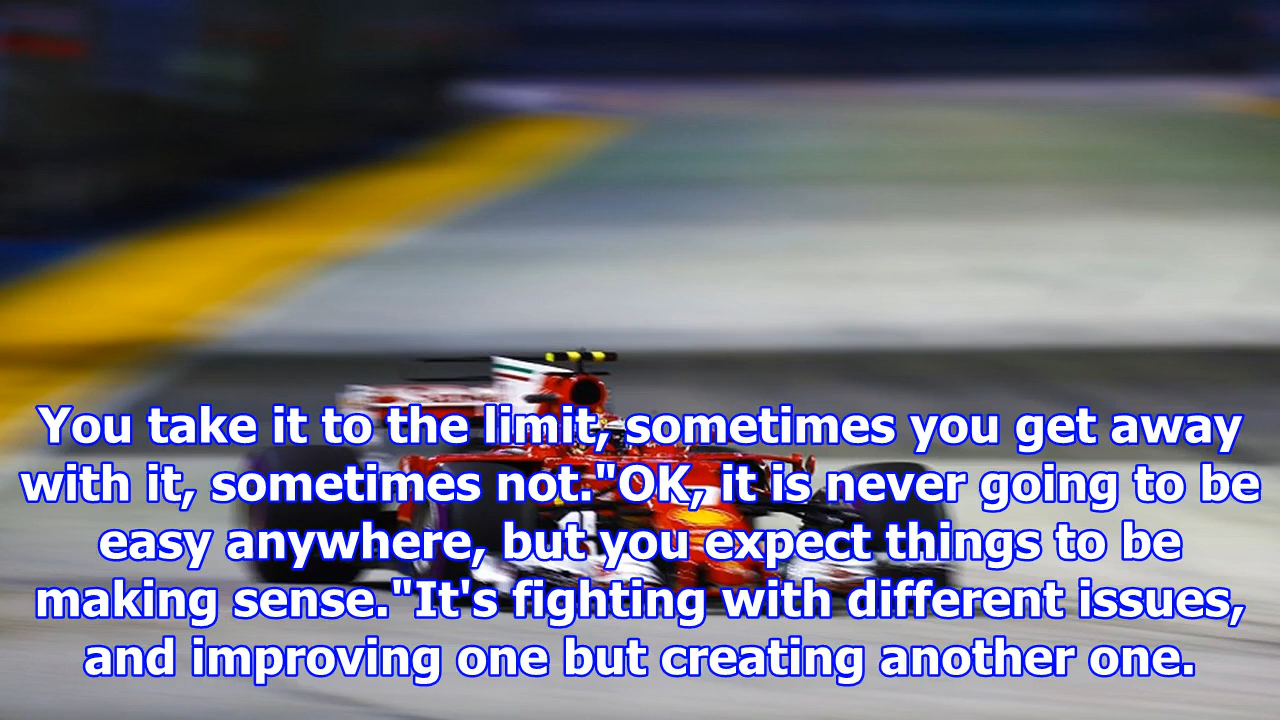 You take it to the limit, sometimes you get away
with it, sometimes not."OK, it is never going to be
easy anywhere, but you expect things to be
making sense."It's fighting with different issues,
and improving one but creating another one.